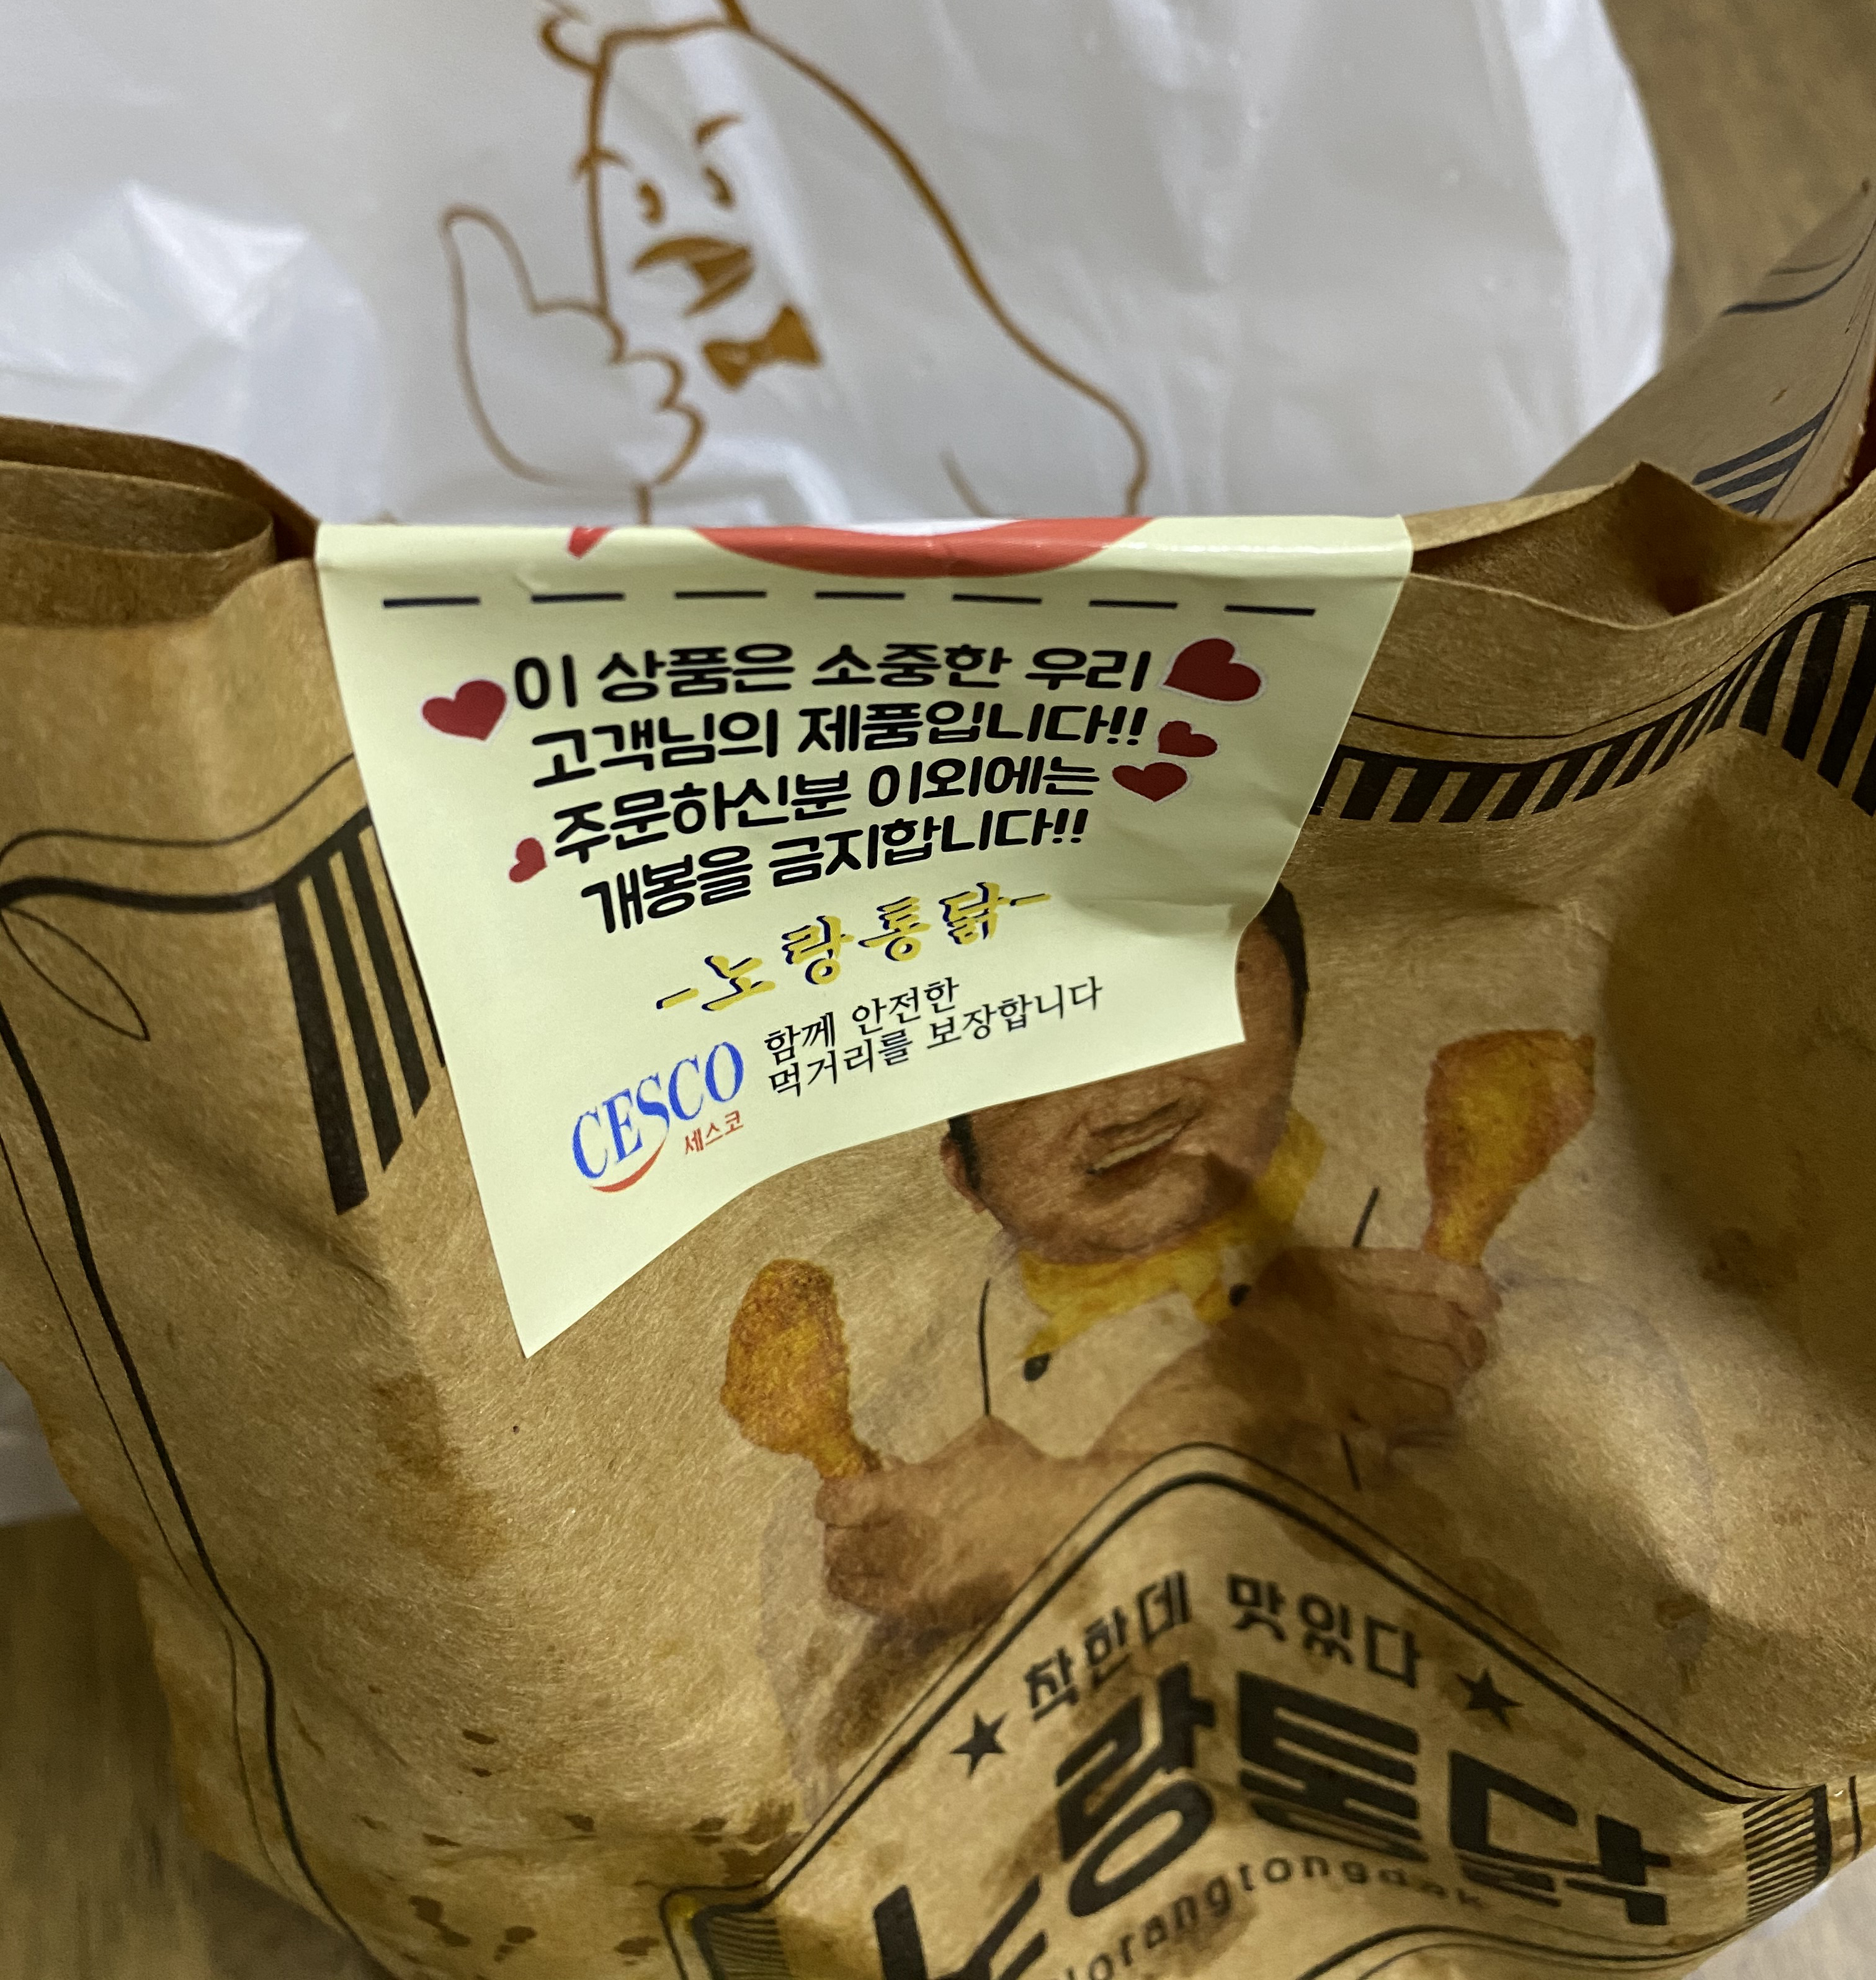 이 상품은 소중한 우리
고객님의 제품입니다!!
주문하신분 이외에는
개봉을 금지합니다!!
-노랑통닭-
CESCO
세스코
함께 안전한
먹거리를 보장합니다
착한데 맛있다
노랑통닭
norangtongdak